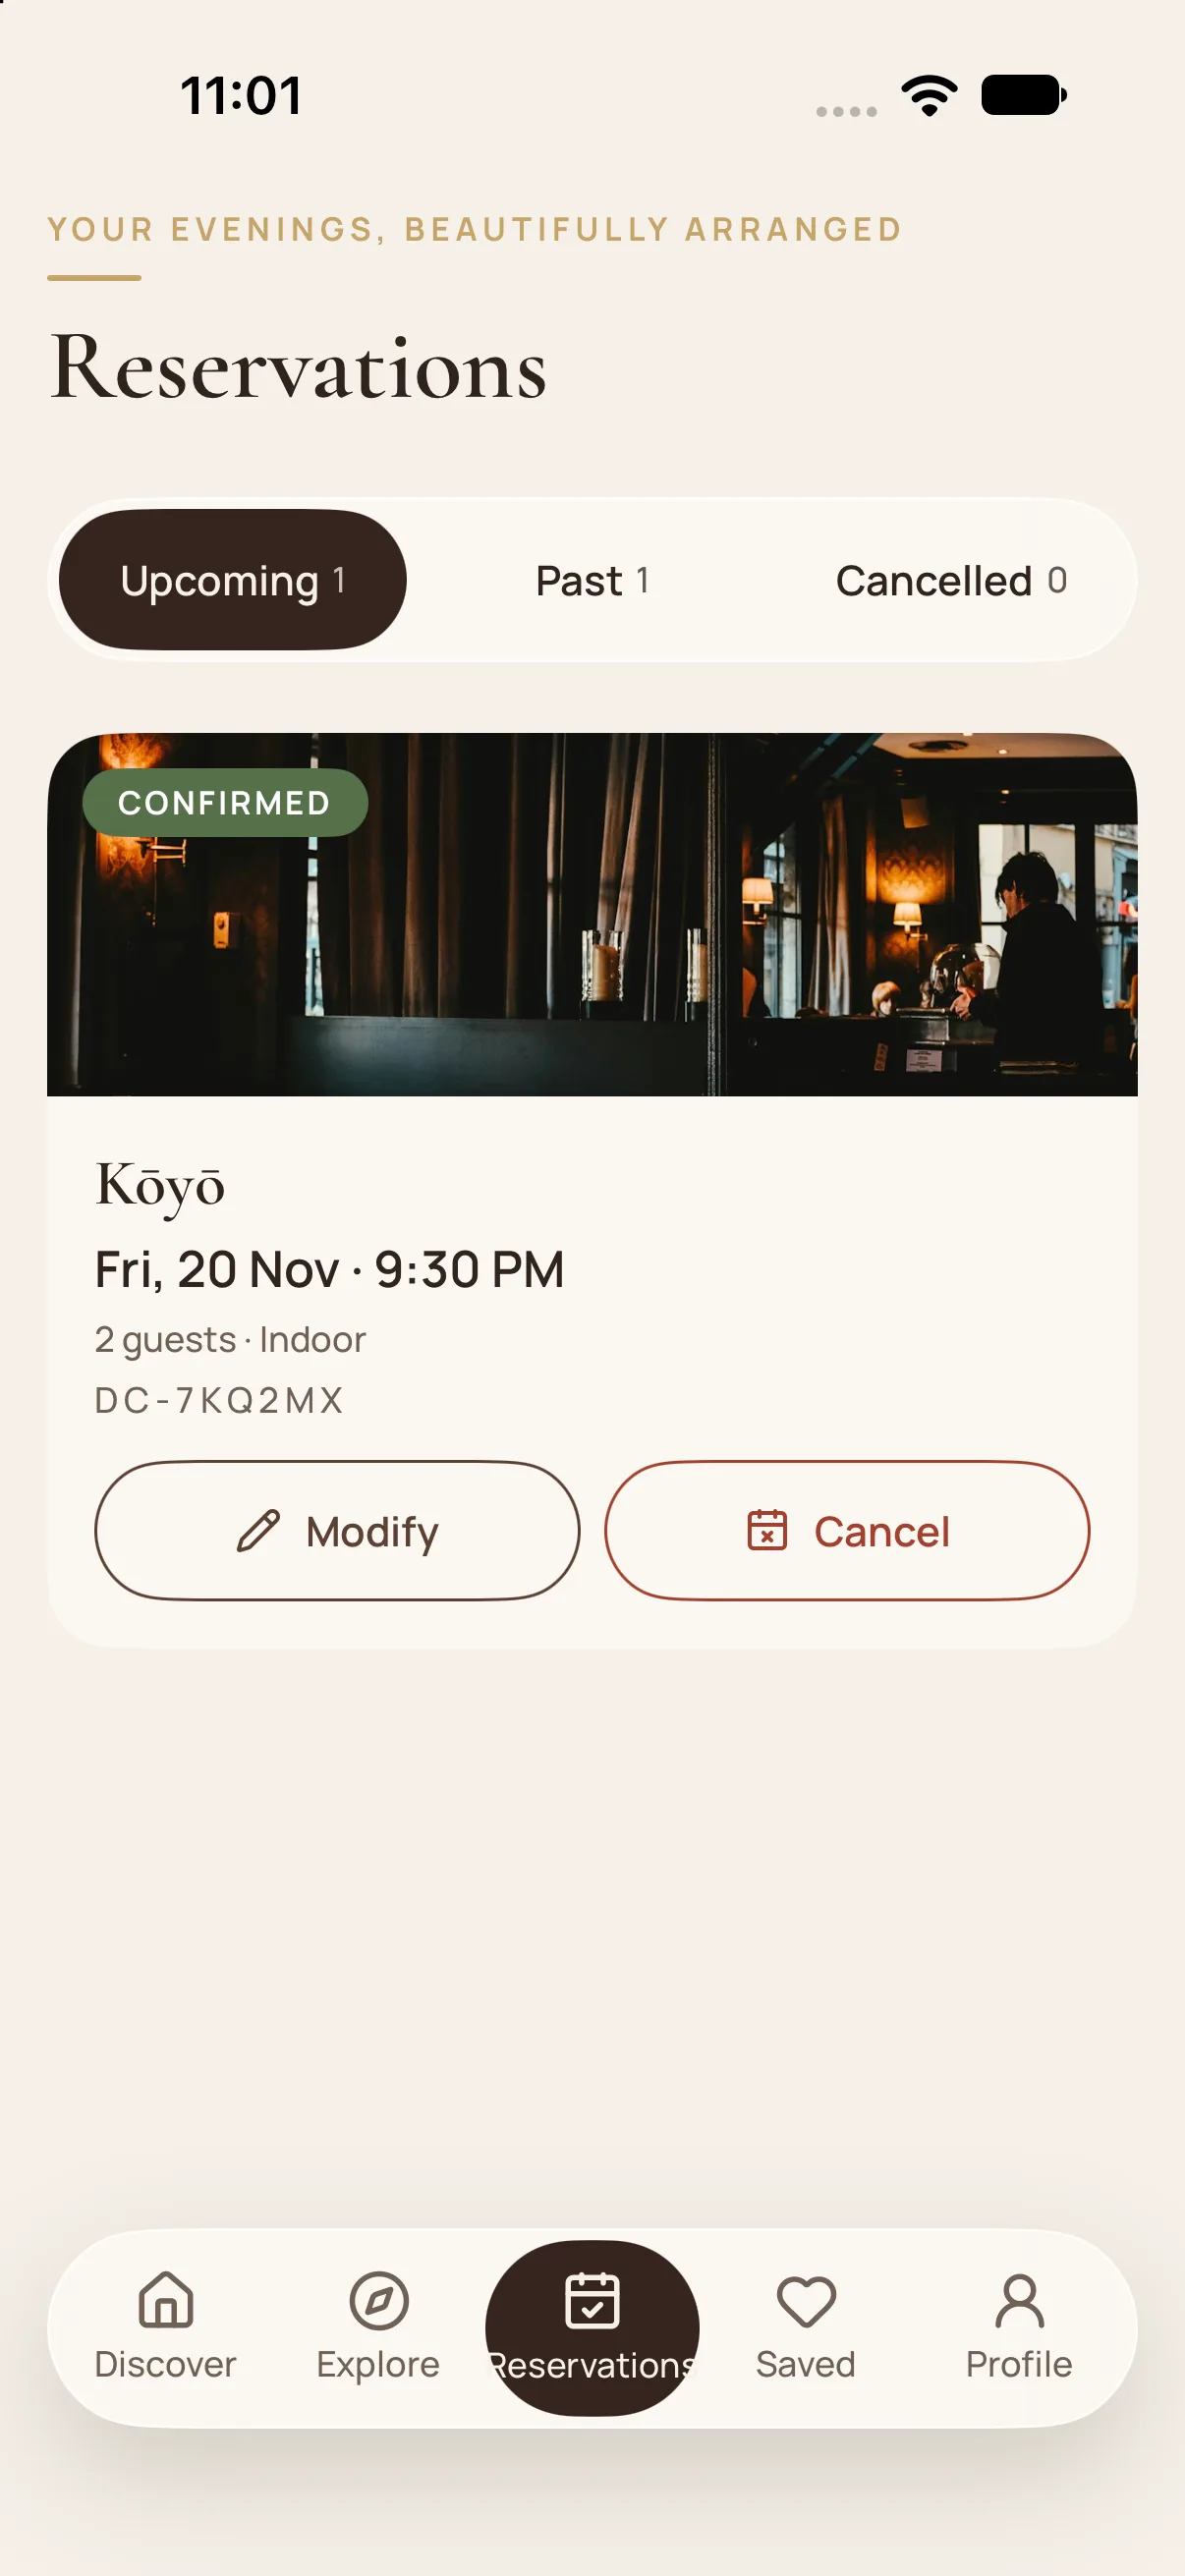 11:01
YOUR EVENINGS, BEAUTIFULLY ARRANGED
Reservations
Upcoming 1 Past 1 Cancelled 0
CONFIRMED
Kōyō
Fri, 20 Nov · 9:30 PM
2 guests · Indoor
DC-7KQ2MX
Modify Cancel
Discover Explore Reservations Saved Profile